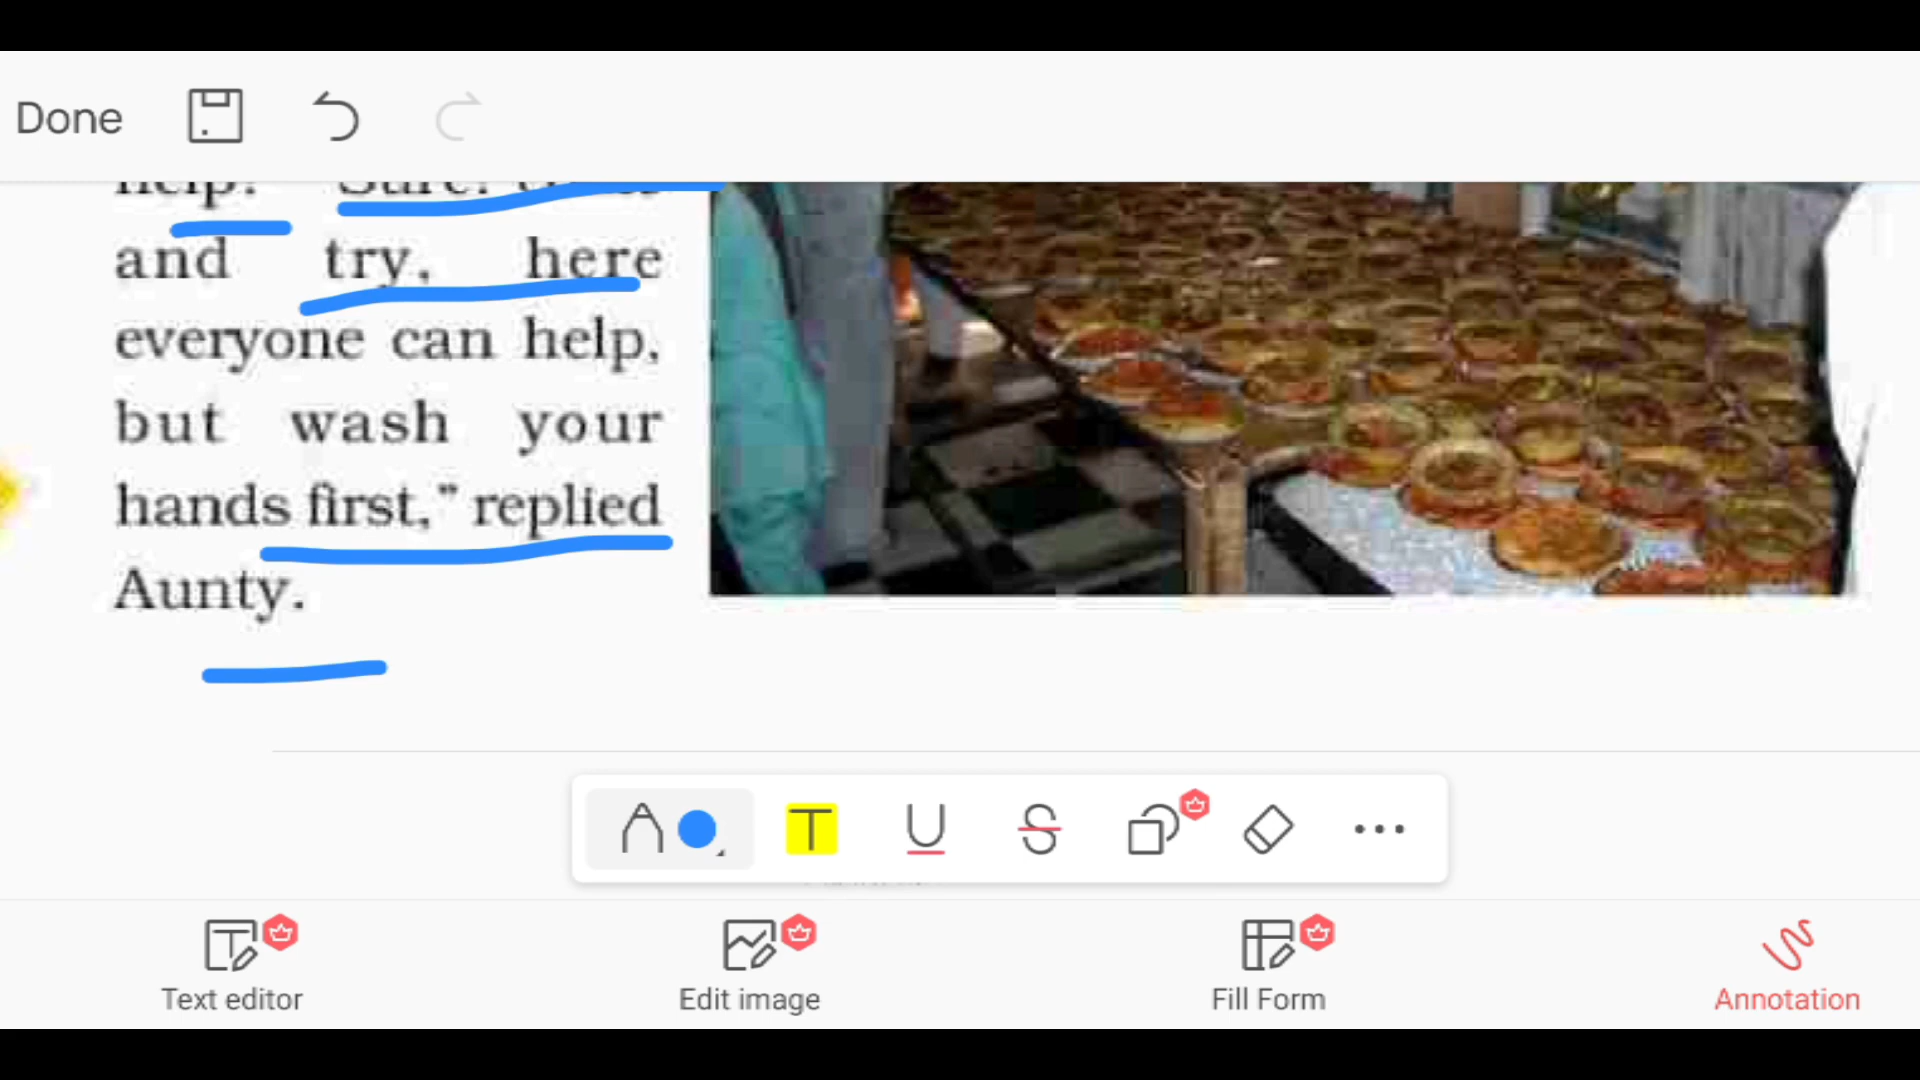 Done
help?
and try, here
everyone can help,
but wash your
hands first,” replied
Aunty.
Text editor
Edit image
Fill Form
Annotation